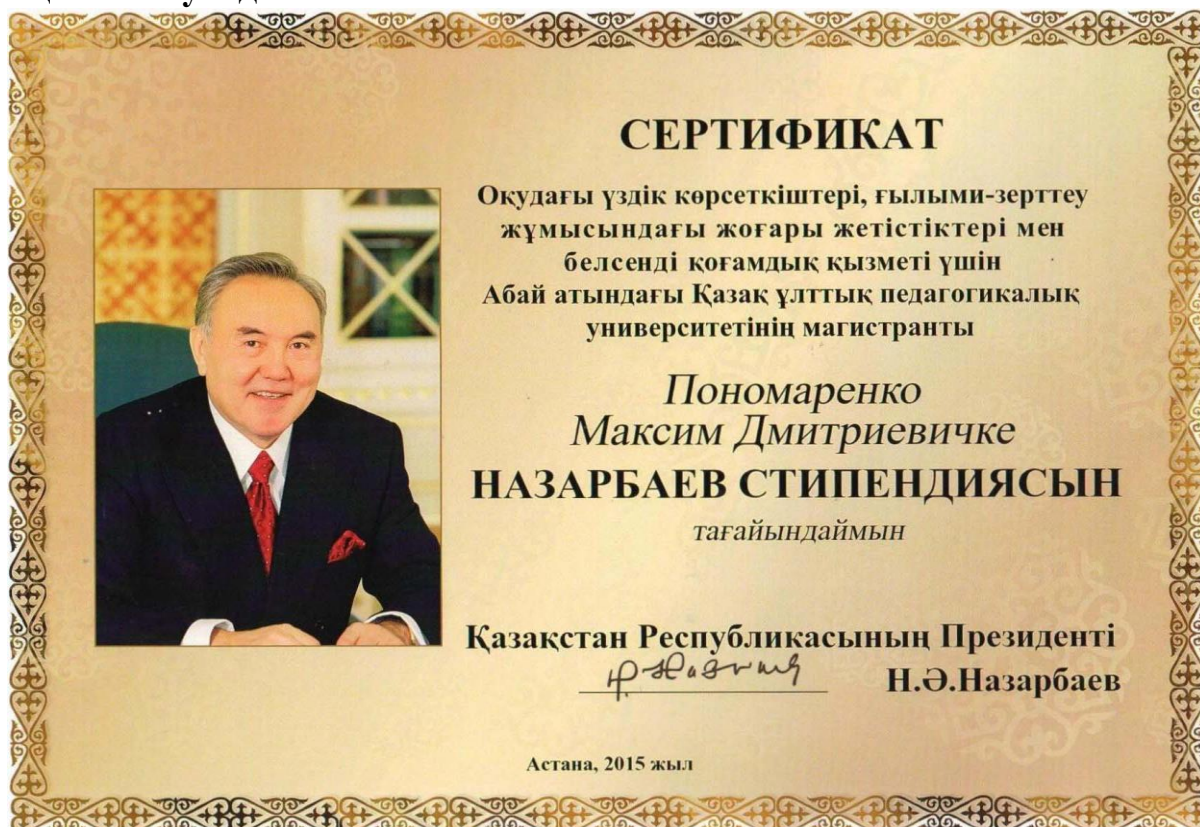 СЕРТИФИКАТ
Оқудағы үздік көрсеткіштері, ғылыми-зерттеу
жұмысындағы жоғары жетістіктері мен
белсенді қоғамдық қызметі үшін
Абай атындағы Қазақ ұлттық педагогикалық
университетінің магистранты
Пономаренко
Максим Дмитриевичке
НАЗАРБАЕВ СТИПЕНДИЯСЫН
тағайындаймын
Қазақстан Республикасының Президенті
Н.Ә.Назарбаев
Астана, 2015 жыл